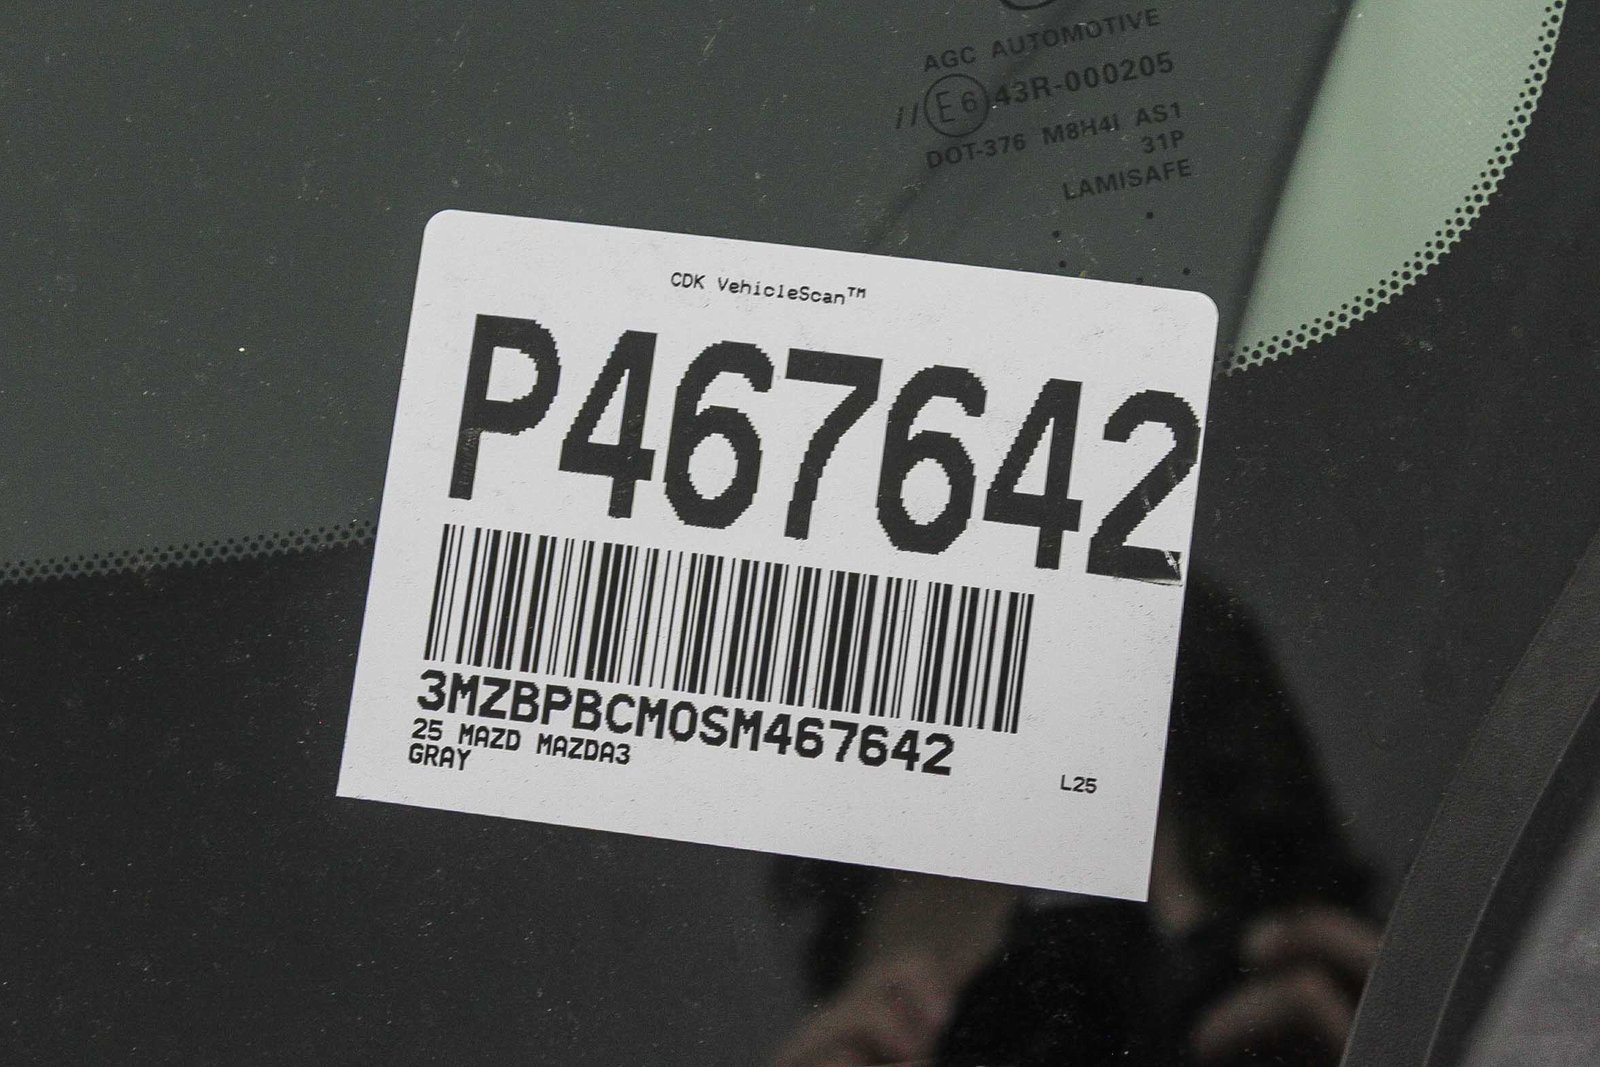 AGC AUTOMOTIVE
//E6 43R-000205
DOT-376 M8H4I AS1
31P
LAMISAFE
CDK VehicleScan™
P467642
3MZBPBCM0SM467642
25 MAZD MAZDA3
GRAY
L25